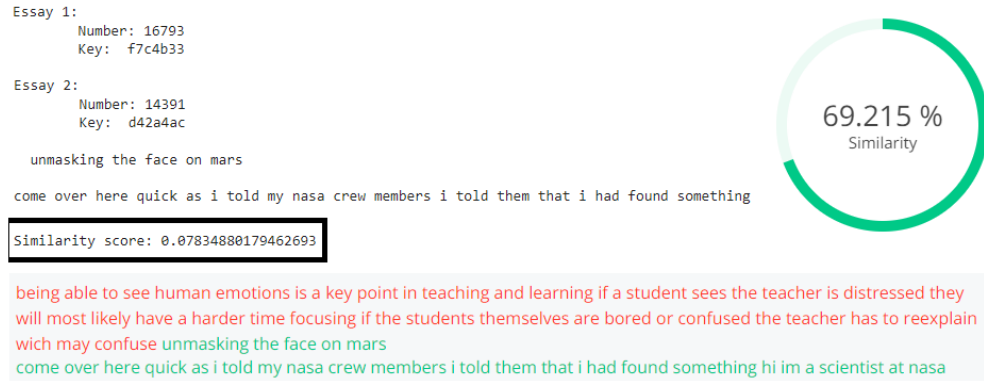 Essay 1:
Number: 16793
Key: f7c4b33
Essay 2:
Number: 14391
Key: d42a4ac
unmasking the face on mars
come over here quick as i told my nasa crew members i told them that i had found something
Similarity score: 0.07834880179462693
69.215 %
Similarity
being able to see human emotions is a key point in teaching and learning if a student sees the teacher is distressed they
will most likely have a harder time focusing if the students themselves are bored or confused the teacher has to reexplain
wich may confuse unmasking the face on mars
come over here quick as i told my nasa crew members i told them that i had found something hi im a scientist at nasa